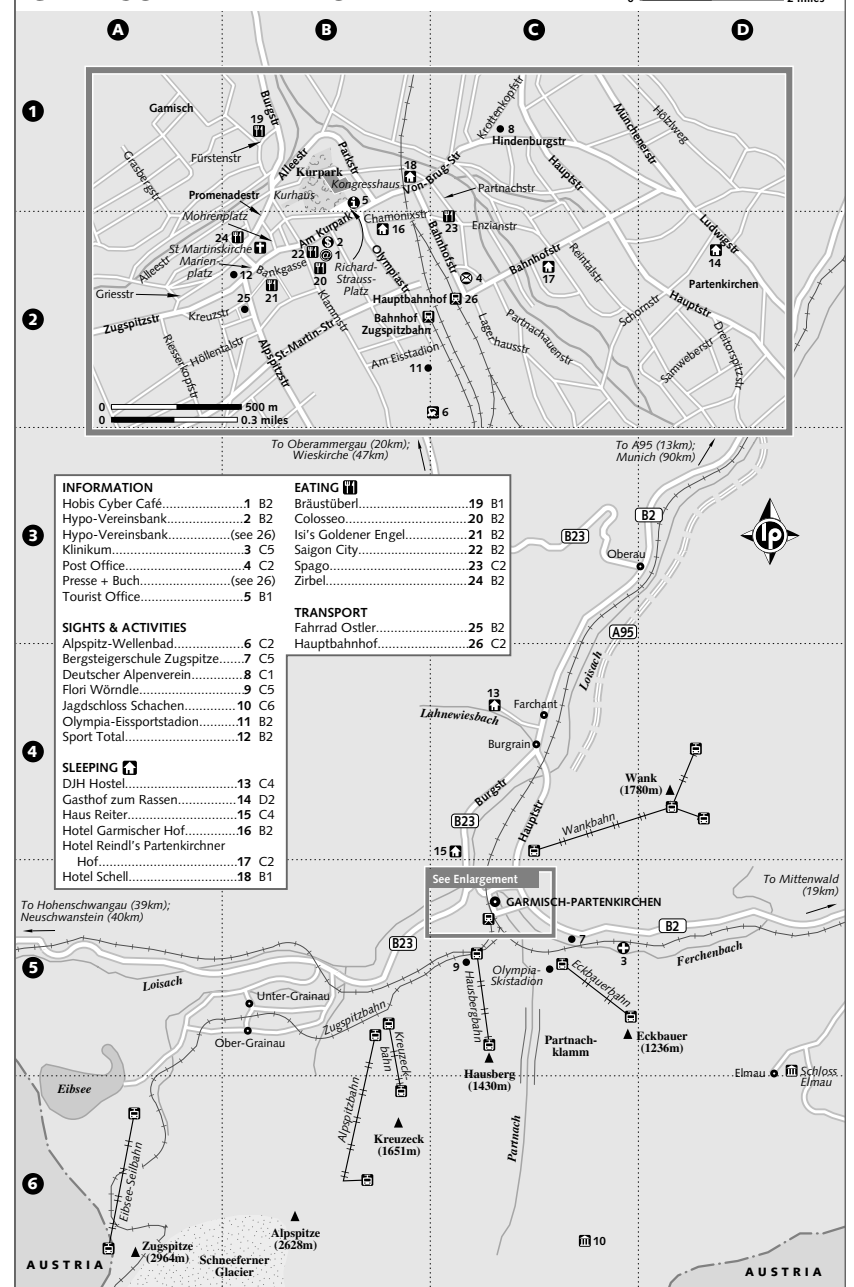 0 2 miles
A B C D
1
Gamisch
19
Burgstr
Fürstenstr
Grasbergstr
Alleestr
Parkstr
Kurpark
Kongresshaus
Kurhaus
Promenadestr
Mohrenplatz
18
Von-Brug-Str
Krottenkopfstr
8
Hindenburgstr
Hauptstr
Münchenerstr
Hölzlweg
Partnachstr
5
Am Kurpark
Chamonixstr
16
23
Enzianstr
Ludwigstr
24
St Martinskirche
Marien-
platz
Alleestr
22
2
1
Bankgasse
20
21
12
Richard-
Strauss-
Platz
Olympiastr
Bahnhofstr
4
Bahnhofstr
17
Reintalstr
14
Partenkirchen
Griesstr
25
Kreuzstr
Zugspitzstr
Klammstr
Hauptbahnhof
26
Bahnhof
Zugspitzbahn
Lagerhausstr
Partnachauerstr
Schornstr
Hauptstr
Dreitorspitzstr
Samweberstr
2
Riesserkopfstr
Höllentalstr
Alpspitzstr
St-Martin-Str
Am Eisstadion
11
6
0 500 m
0 0.3 miles
To Oberammergau (20km);
Wieskirche (47km)
To A95 (13km);
Munich (90km)
3
INFORMATION
Hobis Cyber Café 1 B2
Hypo-Vereinsbank 2 B2
Hypo-Vereinsbank (see 26)
Klinikum 3 C5
Post Office 4 C2
Presse + Buch (see 26)
Tourist Office 5 B1
SIGHTS & ACTIVITIES
Alpspitz-Wellenbad 6 C2
Bergsteigerschule Zugspitze 7 C5
Deutscher Alpenverein 8 C1
Flori Wörndle 9 C5
Jagdschloss Schachen 10 C6
Olympia-Eissportstadion 11 B2
Sport Total 12 B2
SLEEPING
DJH Hostel 13 C4
Gasthof zum Rassen 14 D2
Haus Reiter 15 C4
Hotel Garmischer Hof 16 B2
Hotel Reindl's Partenkirchner
Hof 17 C2
Hotel Schell 18 B1
EATING
Bräustüberl 19 B1
Colosseo 20 B2
Isi's Goldener Engel 21 B2
Saigon City 22 B2
Spago 23 C2
Zirbel 24 B2
TRANSPORT
Fahrrad Ostler 25 B2
Hauptbahnhof 26 C2
B23
B2
lp
Oberau
A95
Loisach
4
13
Farchant
Lahnewiesbach
Burgrain
Burgstr
Hauptstr
Wank
(1780m)
Wankbahn
B23
15
See Enlargement
GARMISCH-PARTENKIRCHEN
To Mittenwald
(19km)
To Hohenschwangau (39km);
Neuschwanstein (40km)
B23
B2
7
3
Ferchenbach
5
9
Olympia-
Skistadion
Eckbauerbahn
Hausbergbahn
Loisach
Unter-Grainau
Ober-Grainau
Zugspitzbahn
Kreuzeck-
bahn
Partnach-
klamm
Eckbauer
(1236m)
Hausberg
(1430m)
Elmau
Schloss
Elmau
Eibsee
Alpspitzbahn
Kreuzeck
(1651m)
Partnach
Eibsee-Seilbahn
6
Alpspitze
(2628m)
10
Zugspitze
(2964m)
Schneeferner
Glacier
AUSTRIA
AUSTRIA